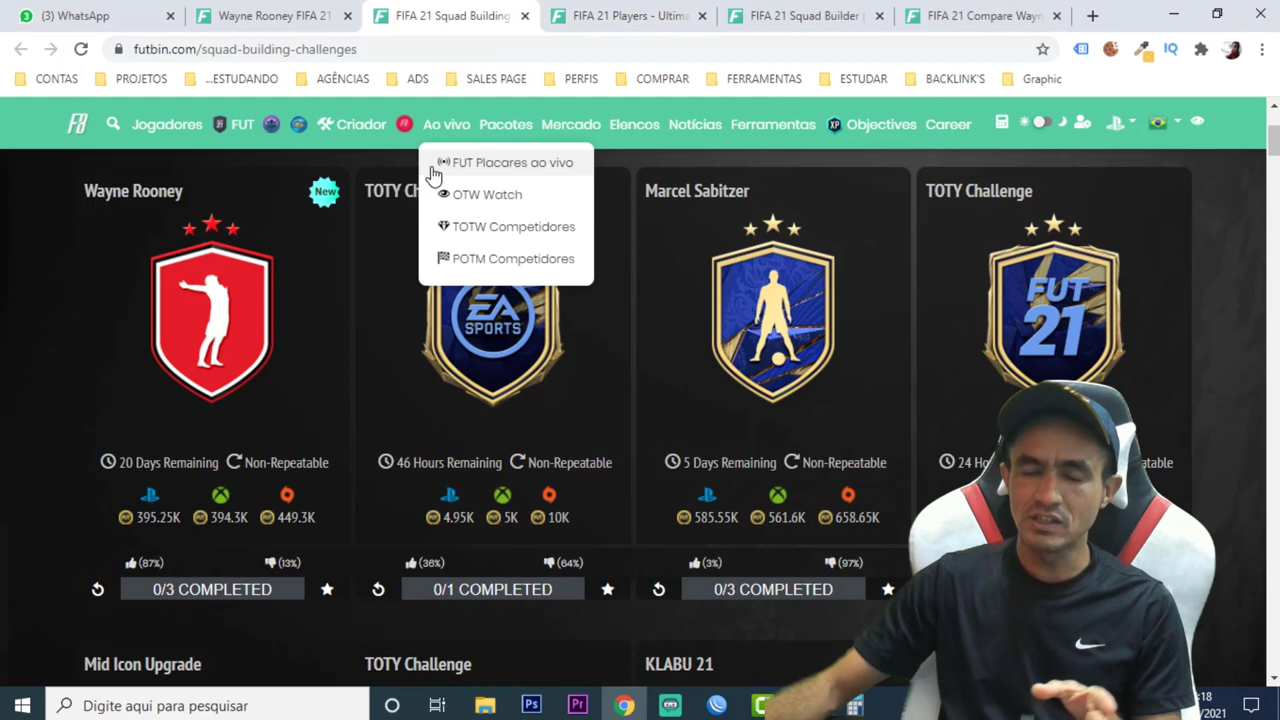 (3) WhatsApp
Wayne Rooney FIFA 21
FIFA 21 Squad Building
FIFA 21 Players - Ultima
FIFA 21 Squad Builder |
FIFA 21 Compare Wayn
futbin.com/squad-building-challenges
CONTAS
PROJETOS
...ESTUDANDO
AGÊNCIAS
ADS
SALES PAGE
PERFIS
COMPRAR
FERRAMENTAS
ESTUDAR
BACKLINK'S
Graphic
Jogadores
FUT
Criador
Ao vivo
Pacotes
Mercado
Elencos
Notícias
Ferramentas
XP
Objectives
Career
FUT Placares ao vivo
OTW Watch
TOTW Competidores
POTM Competidores
Wayne Rooney
New
20 Days Remaining
Non-Repeatable
395.25K
394.3K
449.3K
(87%)
(13%)
0/3 COMPLETED
EA SPORTS
46 Hours Remaining
Non-Repeatable
4.95K
5K
10K
(36%)
(64%)
0/1 COMPLETED
Marcel Sabitzer
5 Days Remaining
Non-Repeatable
585.55K
561.6K
658.65K
(3%)
(97%)
0/3 COMPLETED
TOTY Challenge
FUT
21
Mid Icon Upgrade
TOTY Challenge
KLABU 21
Digite aqui para pesquisar
Ps
Pr